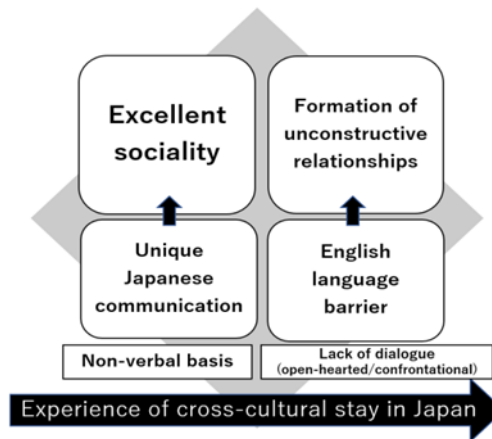 Excellent
sociality
Formation of
unconstructive
relationships
Unique
Japanese
communication
English
language
barrier
Non-verbal basis
Lack of dialogue
(open-hearted/confrontational)
Experience of cross-cultural stay in Japan